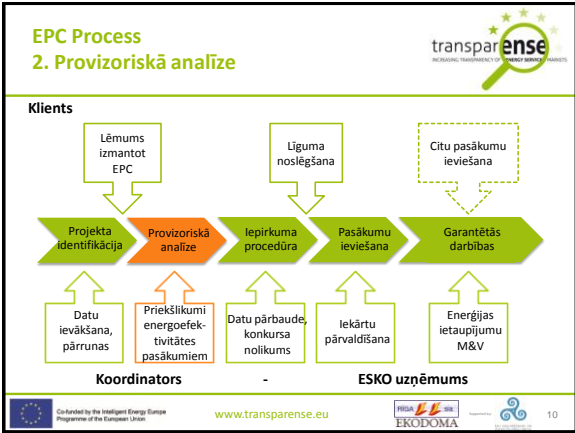 EPC Process
2. Provizoriskā analīze
transparense
INCREASING TRANSPARENCY OF ENERGY SERVICE MARKETS
Klients
Lēmums
izmantot
EPC
Līguma
noslēgšana
Citu pasākumu
ieviešana
Projekta
identifikācija
Provizoriskā
analīze
Iepirkuma
procedūra
Pasākumu
ieviešana
Garantētās
darbības
Datu
ievākšana,
pārrunas
Priekšlikumi
energoefek-
tivitātes
pasākumiem
Datu pārbaude,
konkursa
nolikums
Iekārtu
pārvaldīšana
Enerģijas
ietaupījumu
M&V
Koordinators - ESKO uzņēmums
Co-funded by the Intelligent Energy Europe
Programme of the European Union
www.transparense.eu
EKODOMA
10